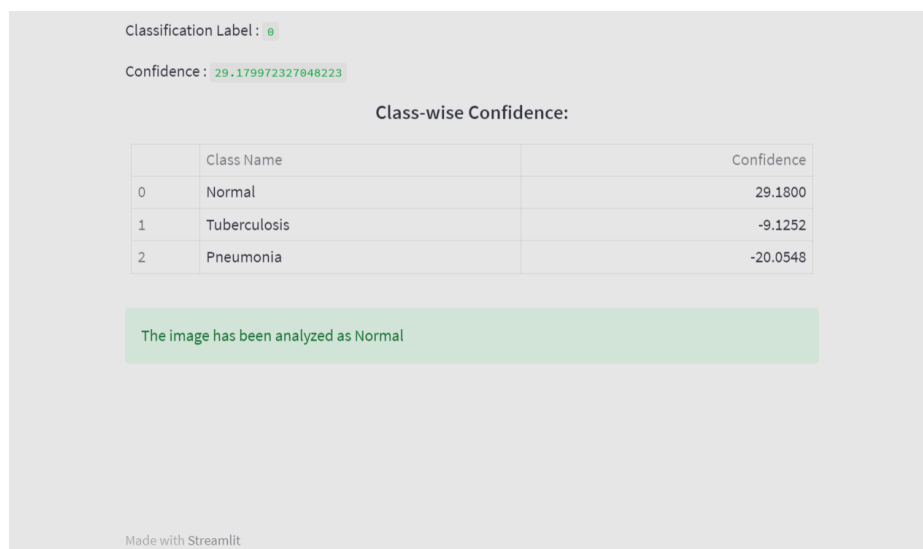 Classification Label : 0
Confidence : 29.179972327048223
Class-wise Confidence:
Class Name Confidence
0 Normal 29.1800
1 Tuberculosis -9.1252
2 Pneumonia -20.0548
The image has been analyzed as Normal
Made with Streamlit